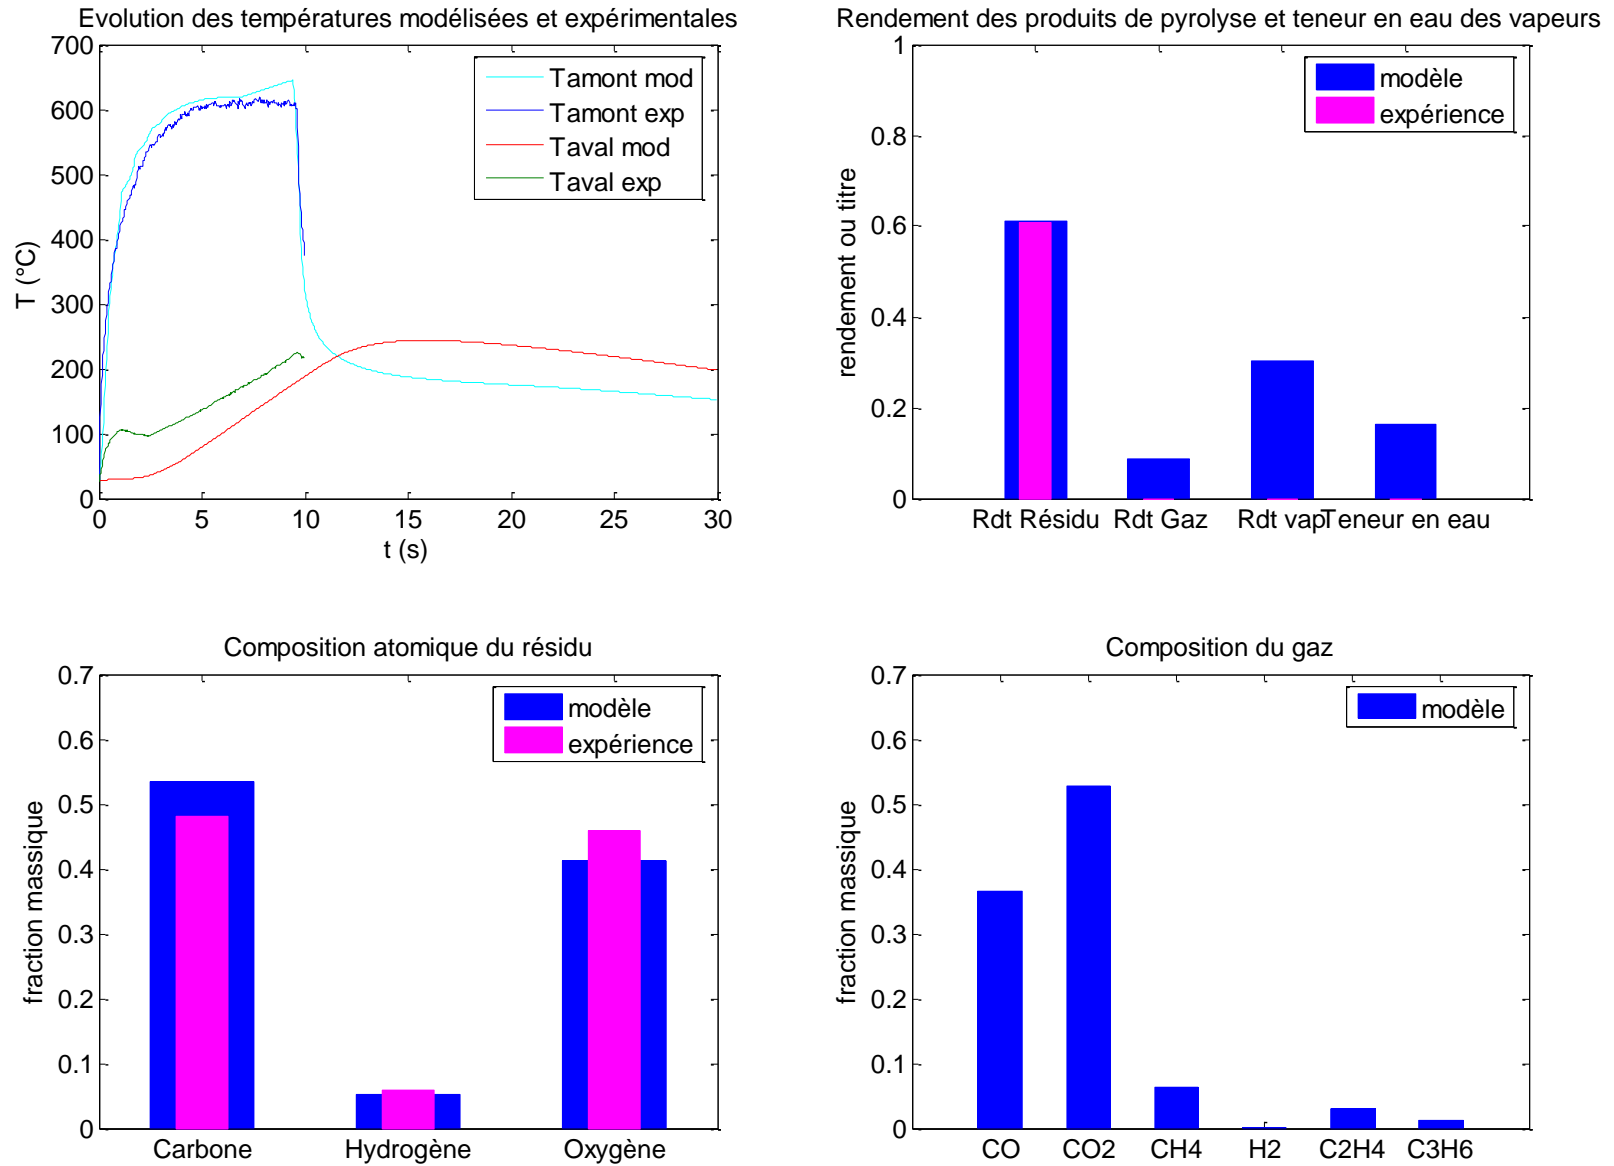 Evolution des températures modélisées et expérimentales
700
600
500
400
300
200
100
0
T (°C)
Tamont mod
Tamont exp
Taval mod
Taval exp
0 5 10 15 20 25 30
t (s)
Rendement des produits de pyrolyse et teneur en eau des vapeurs
1
0.8
0.6
0.4
0.2
0
rendement ou titre
modèle
expérience
Rdt Résidu Rdt Gaz Rdt vap Teneur en eau
Composition atomique du résidu
0.7
0.6
0.5
0.4
0.3
0.2
0.1
0
fraction massique
modèle
expérience
Carbone Hydrogène Oxygène
Composition du gaz
0.7
0.6
0.5
0.4
0.3
0.2
0.1
0
fraction massique
modèle
CO CO2 CH4 H2 C2H4 C3H6